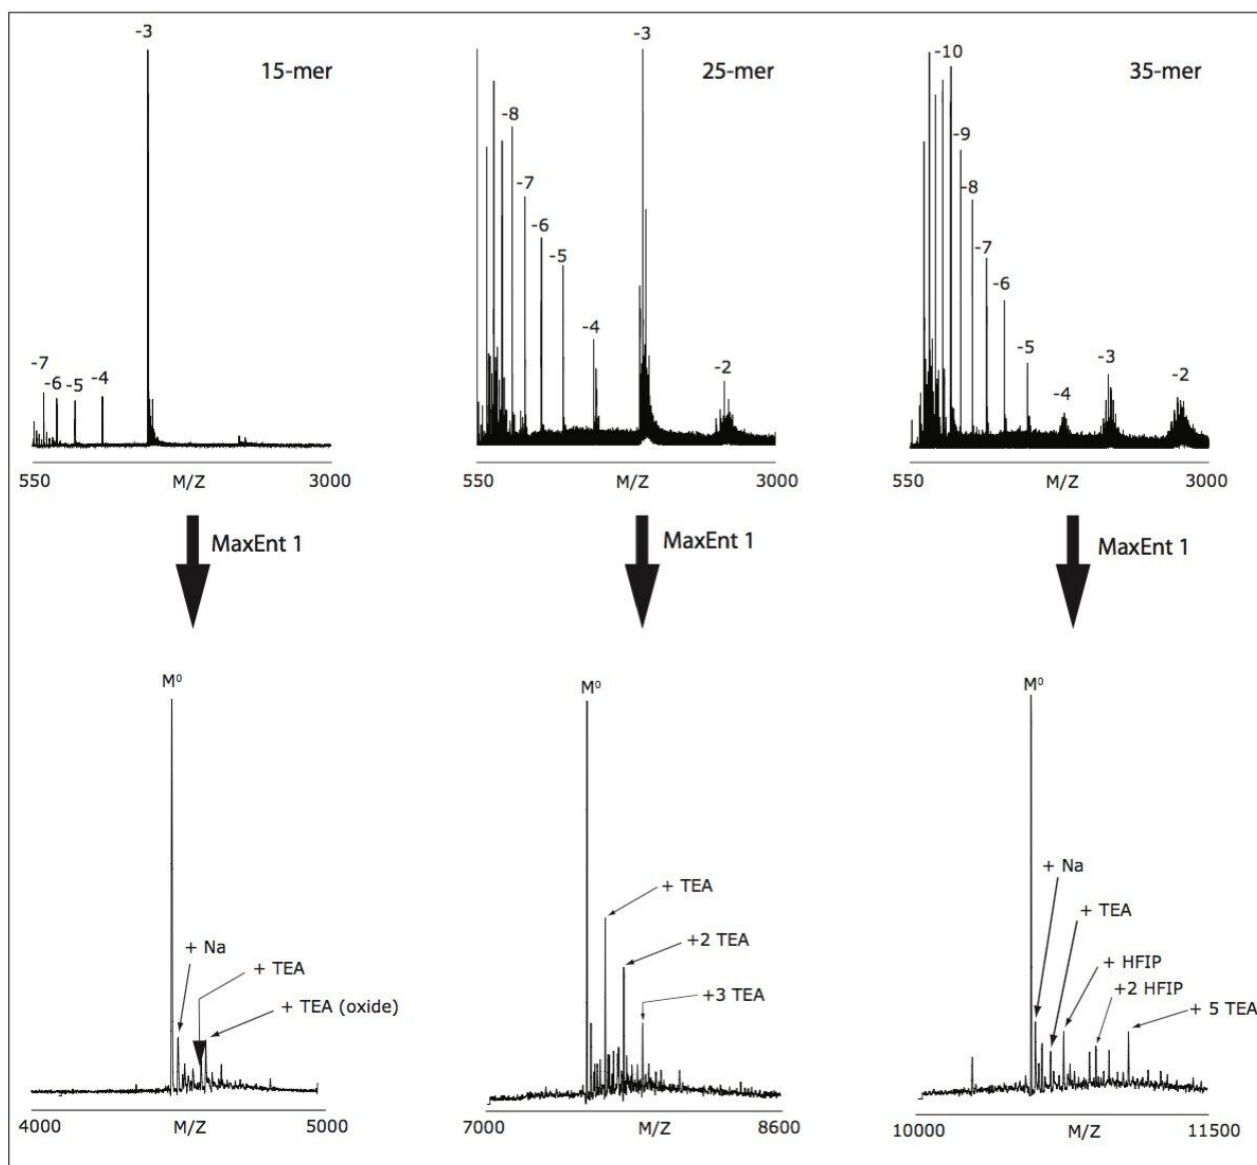 -3
15-mer
-7
-6
-5
-4
550
M/Z
3000
-3
25-mer
-8
-7
-6
-5
-4
-2
550
M/Z
3000
-10
35-mer
-9
-8
-7
-6
-5
-4
-3
-2
550
M/Z
3000
MaxEnt 1
MaxEnt 1
MaxEnt 1
M⁰
+ Na
+ TEA
+ TEA (oxide)
4000
M/Z
5000
M⁰
+ TEA
+2 TEA
+3 TEA
7000
M/Z
8600
M⁰
+ Na
+ TEA
+ HFIP
+2 HFIP
+ 5 TEA
10000
M/Z
11500